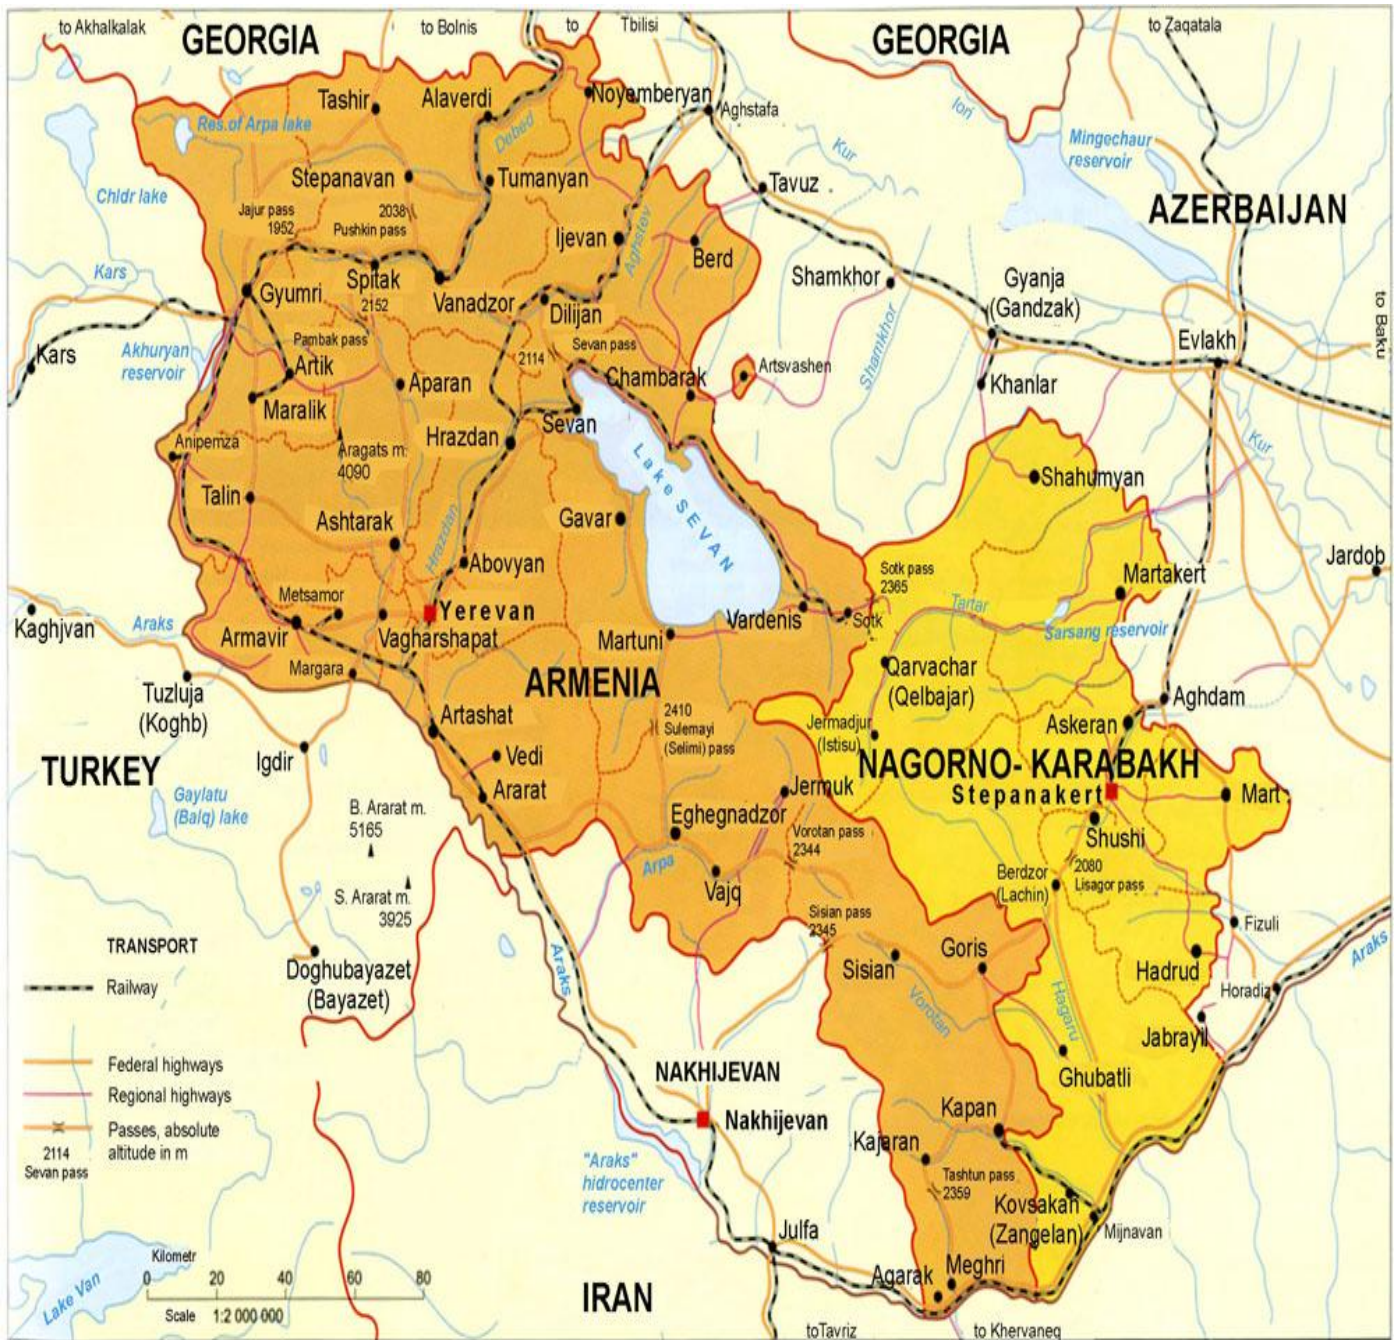 to Akhalkalak
to Bolnis
to
Tbilisi
to Zaqatala
GEORGIA
GEORGIA
Tashir
Alaverdi
Noyemberyan
Aghstafa
Iori
Res.of Arpa lake
Debed
Kur
Mingechaur
reservoir
Chldr lake
Stepanavan
Tumanyan
Tavuz
AZERBAIJAN
Jajur pass
1952
2038
Pushkin pass
Ijevan
Aghstev
Berd
Kars
Spitak
2152
Shamkhor
Gyanja
(Gandzak)
to Baku
Gyumri
Vanadzor
Dilijan
Shamkhor
Pambak pass
2114
Sevan pass
Evlakh
Kars
Akhuryan
reservoir
Artik
Aparan
Chambarak
Artsvashen
Khanlar
Maralik
Sevan
Hrazdan
Anipemza
Aragats m.
4090
Lake SEVAN
Kur
Shahumyan
Talin
Ashtarak
Hrazdan
Gavar
Abovyan
Sotk pass
2365
Martakert
Jardob
Metsamor
Yerevan
Vardenis
Sotk
Tartar
Sarsang reservoir
Kaghjvan
Araks
Armavir
Vagharshapat
Martuni
Margara
ARMENIA
Qarvachar
(Qelbajar)
Tuzluja
(Koghb)
Artashat
2410
Sulemayi
(Selimi) pass
Jermadjur
(Istisu)
Askeran
Aghdam
TURKEY
Igdir
Vedi
Ararat
Jermuk
NAGORNO- KARABAKH
Stepanakert
Mart
Gaylatu
(Balq) lake
B. Ararat m.
5165
Eghegnadzor
Vorotan pass
2344
Shushi
Arpa
Vajq
Berdzor
(Lachin)
2080
Lisagor pass
S. Ararat m.
3925
Sisian pass
2345
Fizuli
TRANSPORT
Araks
Goris
Sisian
Hadrud
Araks
Railway
Doghubayazet
(Bayazet)
Vorotan
Hagaru
Horadiz
Jabrayil
Federal highways
Regional highways
NAKHIJEVAN
Ghubatli
Passes, absolute
altitude in m
2114
Sevan pass
Nakhijevan
Kapan
Kajaran
"Araks"
hidrocenter
reservoir
Tashtun pass
2359
Kovsakan
(Zangelan)
Mijnavan
Julfa
Kilometr
0 20 40 60 80
Lake Van
Scale 1:2 000 000
IRAN
Agarak
Meghri
toTavriz
to Khervaneq